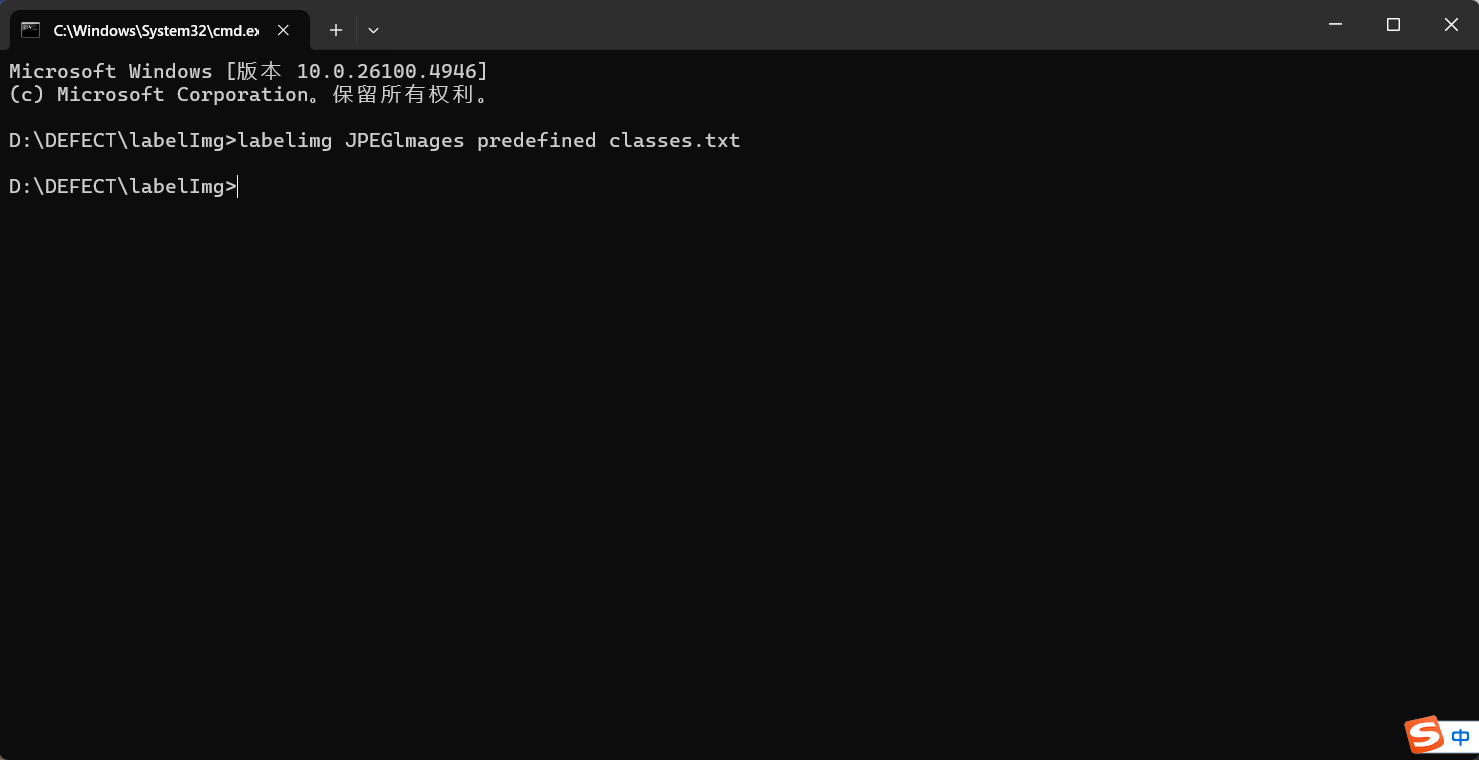 C:\Windows\System32\cmd.ex
Microsoft Windows [版本 10.0.26100.4946]
(c) Microsoft Corporation。保留所有权利。
D:\DEFECT\labelImg>labelimg JPEGlmages predefined classes.txt
D:\DEFECT\labelImg>
S 中